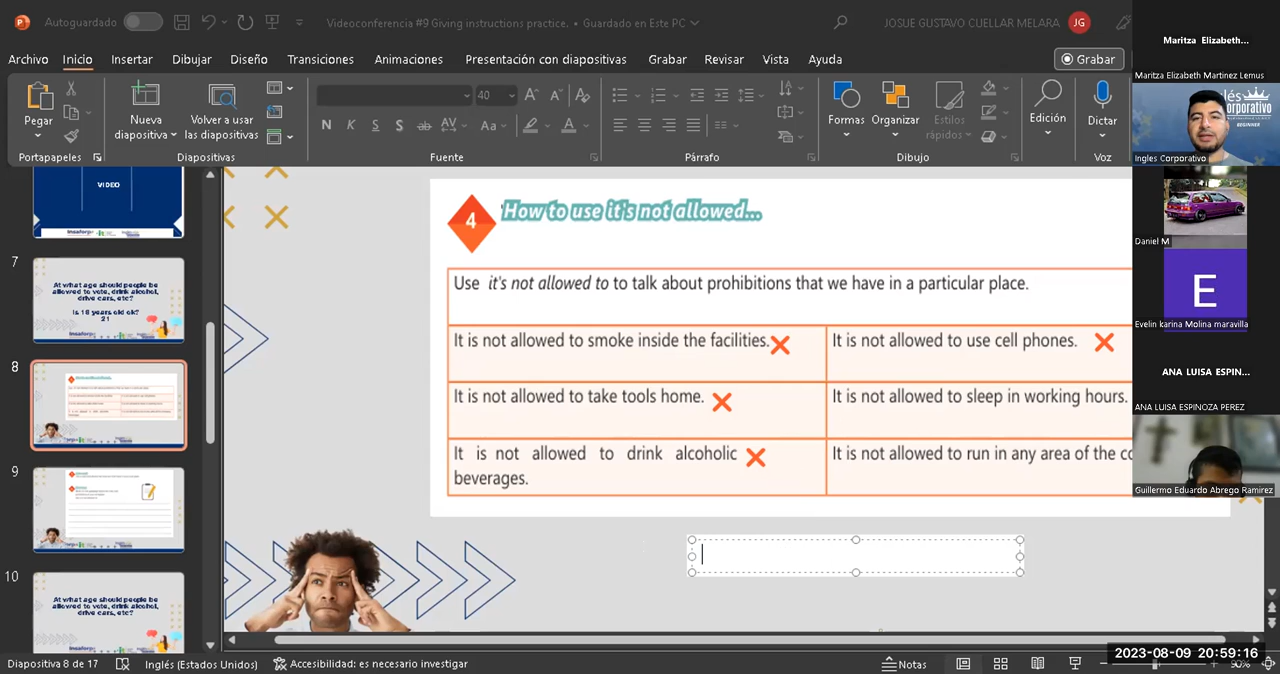 Autoguardado
Videoconferencia #9 Giving instructions practice. • Guardado en Este PC
JOSUE GUSTAVO CUELLAR MELARA
JG
Archivo Inicio Insertar Dibujar Diseño Transiciones Animaciones Presentación con diapositivas Grabar Revisar Vista Ayuda
Grabar
Pegar
Nueva diapositiva
Volver a usar las diapositivas
40
N K S S ab AV Aa A
Formas
Organizar
Estilos rápidos
Edición
Dictar
Portapapeles Diapositivas Fuente Párrafo Dibujo Voz
VIDEO
7
At what age should people be
allowed to vote, drink alcohol,
drive cars, etc?
Is 18 years old ok?
21
8
9
10
At what age should people be
allowed to vote, drink alcohol,
drive cars, etc?
4
How to use it's not allowed...
Use it's not allowed to to talk about prohibitions that we have in a particular place.
It is not allowed to smoke inside the facilities.
It is not allowed to use cell phones.
It is not allowed to take tools home.
It is not allowed to sleep in working hours.
It is not allowed to drink alcoholic
beverages.
It is not allowed to run in any area of the co
Maritza Elizabeth...
Maritza Elizabeth Martinez Lemus
lés
orporativo
BEGINNER
Ingles Corporativo
Daniel M
E
Evelin karina Molina maravilla
ANA LUISA ESPIN...
ANA LUISA ESPINOZA PEREZ
Guillermo Eduardo Abrego Ramirez
Diapositiva 8 de 17
Inglés (Estados Unidos)
Accesibilidad: es necesario investigar
Notas
2023-08-09 20:59:16
90%